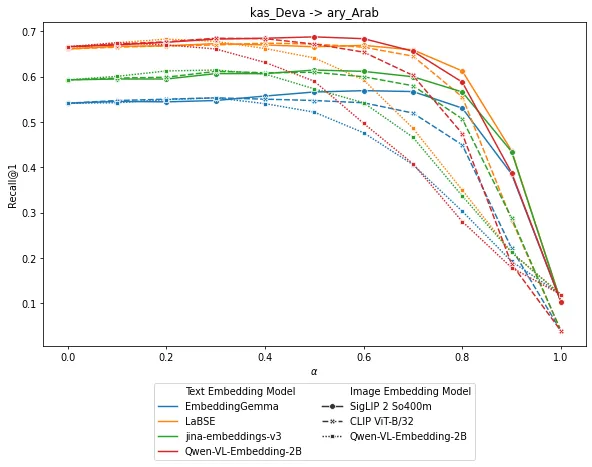 kas_Deva -> ary_Arab
Recall@1
0.7
0.6
0.5
0.4
0.3
0.2
0.1
0.0 0.2 0.4 0.6 0.8 1.0
α
Text Embedding Model Image Embedding Model
EmbeddingGemma SigLIP 2 So400m
LaBSE CLIP ViT-B/32
jina-embeddings-v3 Qwen-VL-Embedding-2B
Qwen-VL-Embedding-2B